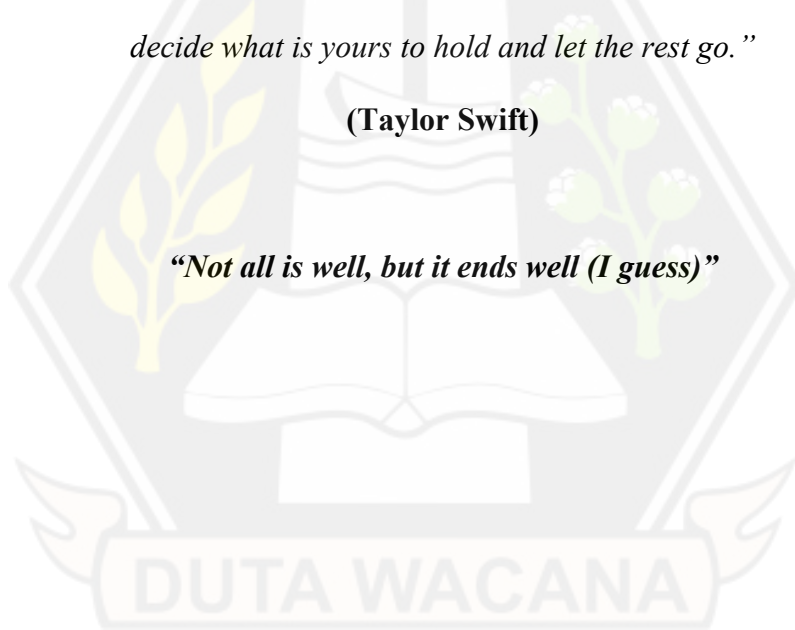 decide what is yours to hold and let the rest go.”
(Taylor Swift)
“Not all is well, but it ends well (I guess)”
DUTA WACANA